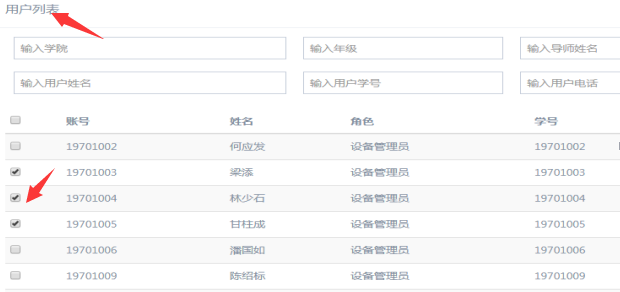 用户列表
输入学院 输入年级 输入导师姓名
输入用户姓名 输入用户学号 输入用户电话
账号 姓名 角色 学号
19701002 何应发 设备管理员 19701002
19701003 梁添 设备管理员 19701003
19701004 林少石 设备管理员 19701004
19701005 甘柱成 设备管理员 19701005
19701006 潘国如 设备管理员 19701006
19701009 陈绍标 设备管理员 19701009